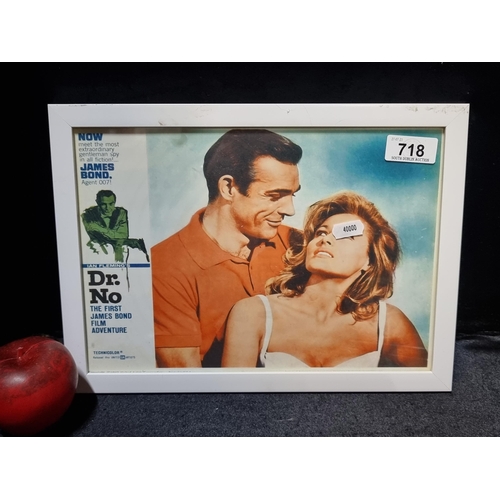 NOW
meet the most
extraordinary
gentleman spy
in all fiction!...
JAMES
BOND,
Agent 007!
IAN FLEMING'S
Dr.
No
THE FIRST
JAMES BOND
FILM
ADVENTURE
TECHNICOLOR
718
40000